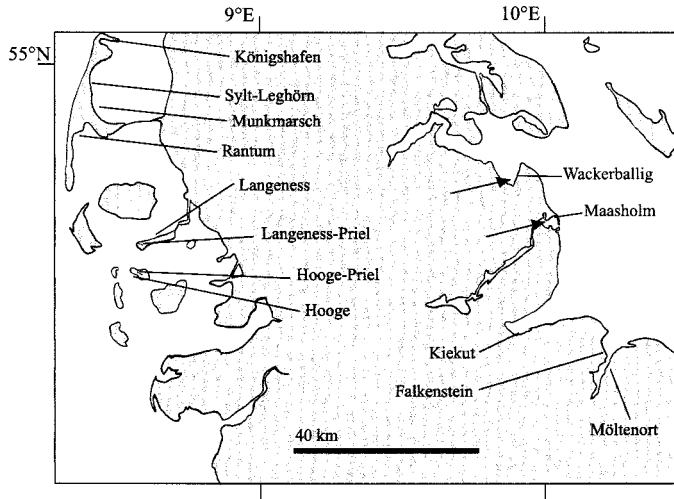 9°E
10°E
55°N
Königshafen
Sylt-Leghörn
Munkmarsch
Rantum
Langeness
Langeness-Priel
Hooge-Priel
Hooge
Wackerballig
Maasholm
Kiekut
Falkenstein
Möltenort
40 km